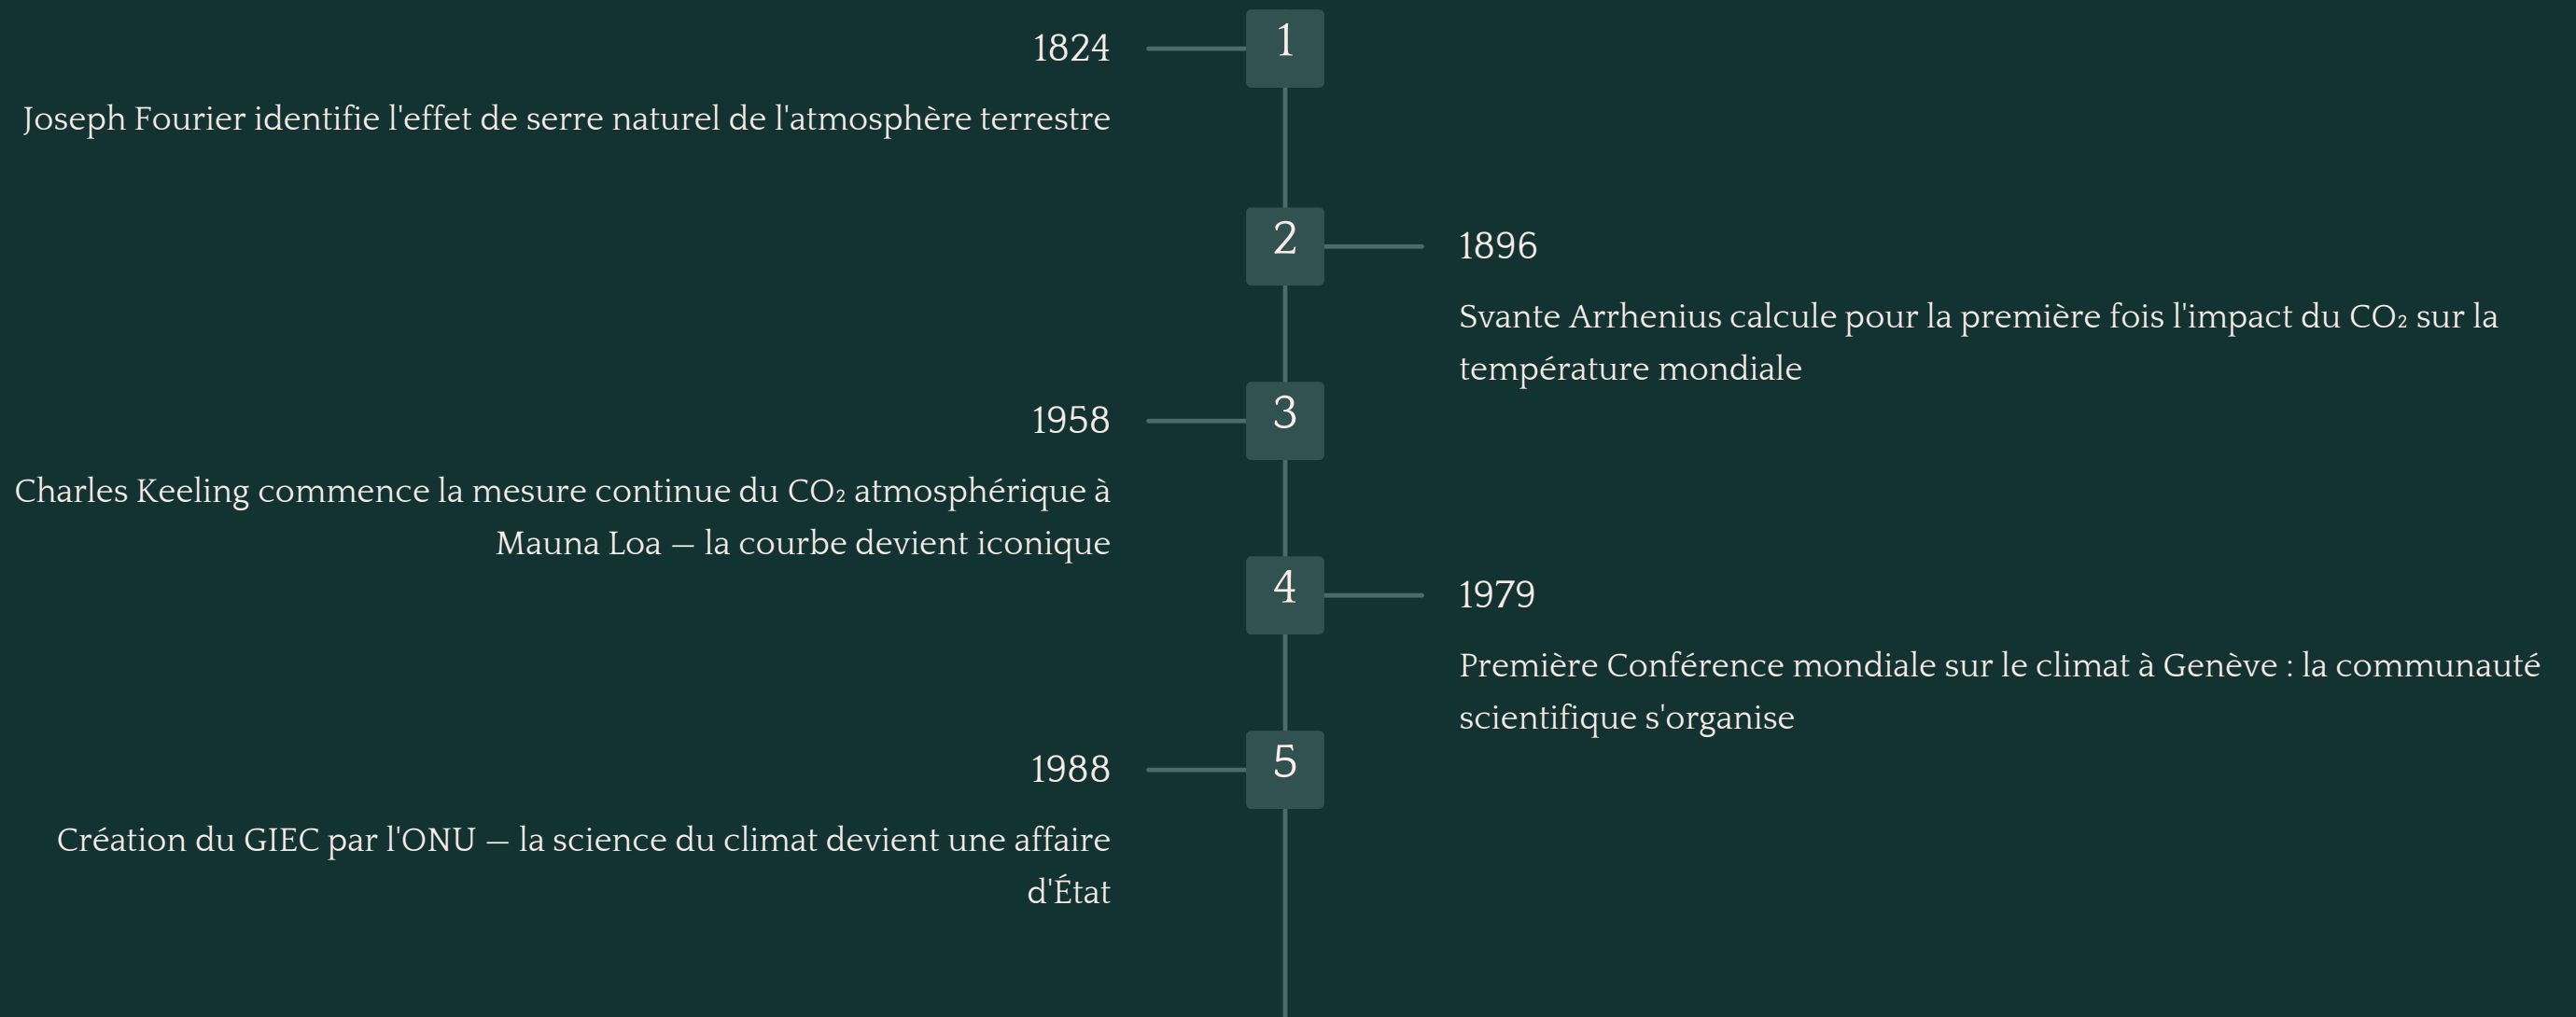 1824
1
Joseph Fourier identifie l'effet de serre naturel de l'atmosphère terrestre
2
1896
Svante Arrhenius calcule pour la première fois l'impact du CO₂ sur la
température mondiale
1958
3
Charles Keeling commence la mesure continue du CO₂ atmosphérique à
Mauna Loa — la courbe devient iconique
4
1979
Première Conférence mondiale sur le climat à Genève : la communauté
scientifique s'organise
1988
5
Création du GIEC par l'ONU — la science du climat devient une affaire
d'État